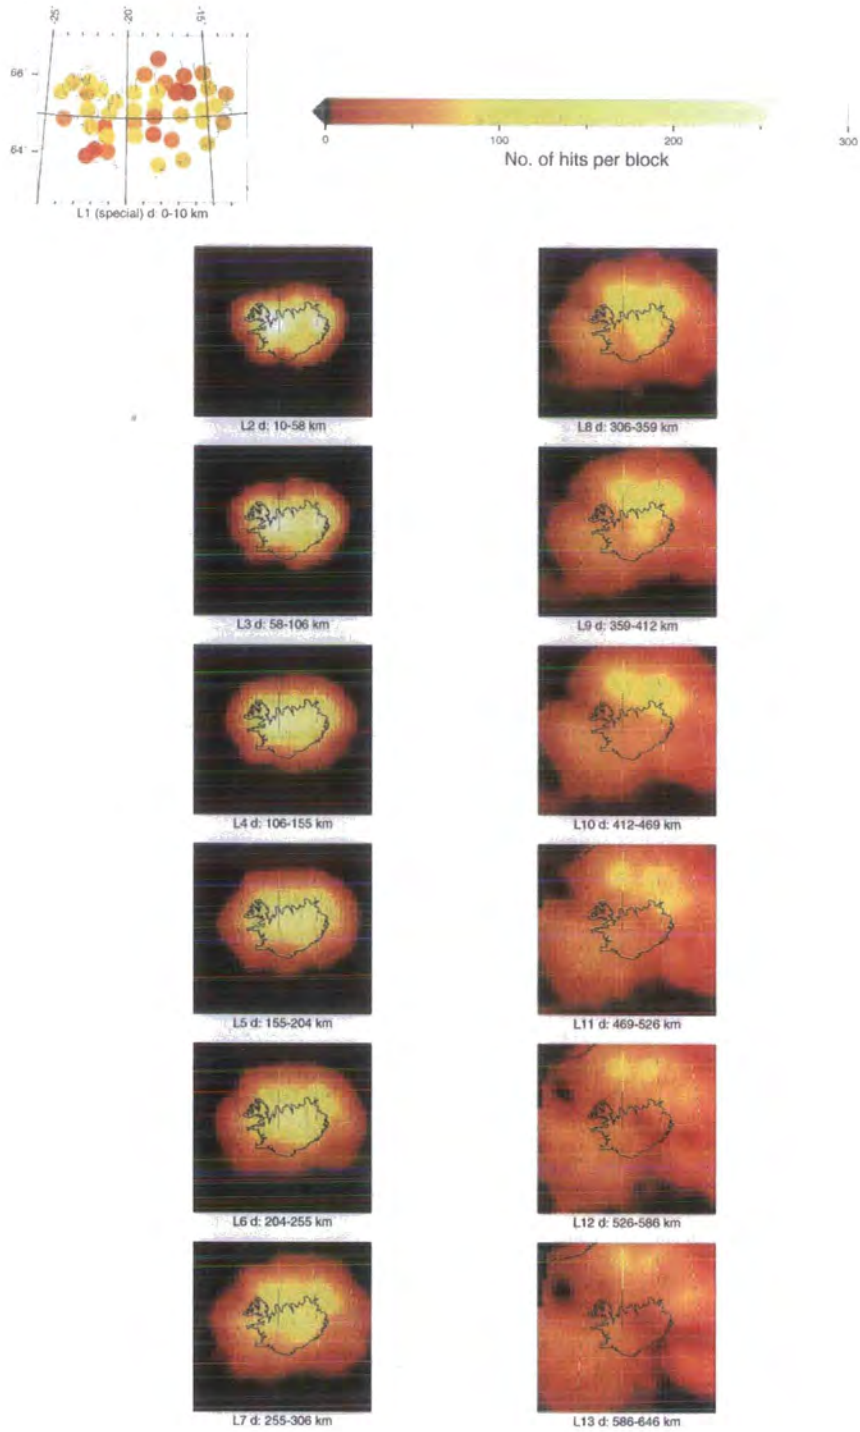 -25˚ -20˚ -15˚
66˚
64˚
L1 (special) d: 0-10 km
0 100 200 300
No. of hits per block
L2 d: 10-58 km
L8 d: 306-359 km
L3 d: 58-106 km
L9 d: 359-412 km
L4 d: 106-155 km
L10 d: 412-469 km
L5 d: 155-204 km
L11 d: 469-526 km
L6 d: 204-255 km
L12 d: 526-586 km
L7 d: 255-306 km
L13 d: 586-646 km